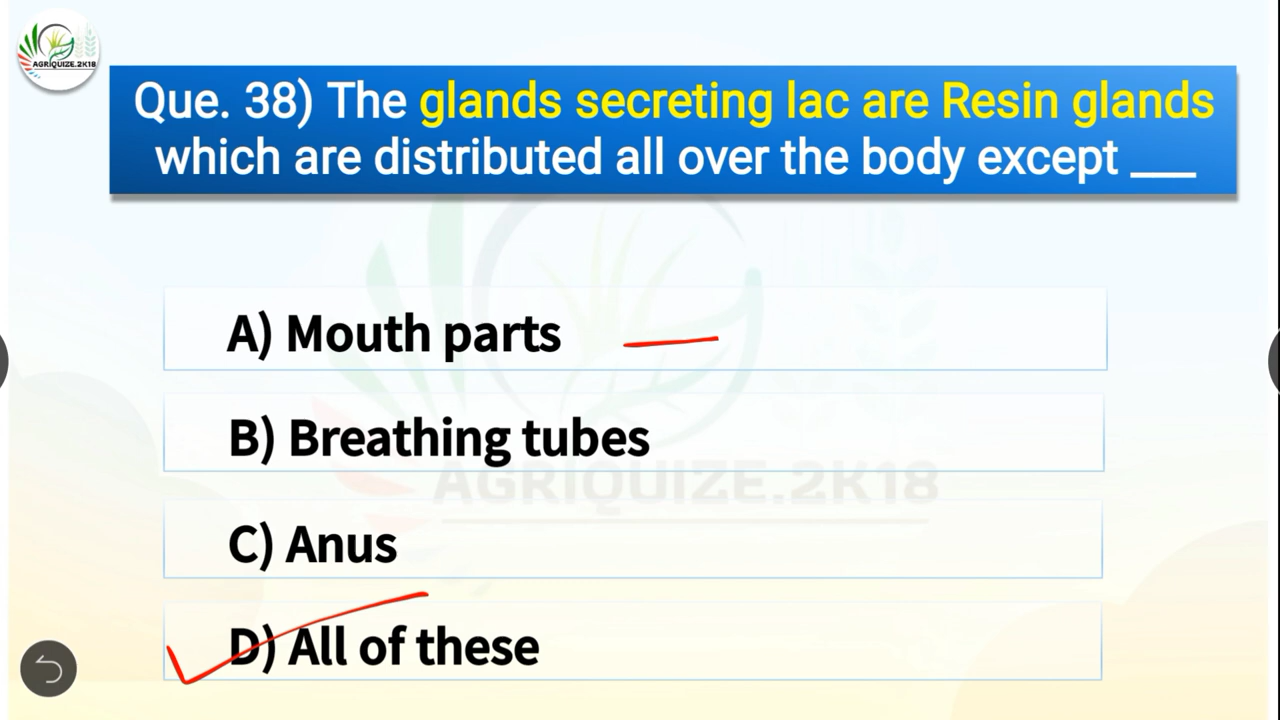 AGRIQUIZE.2K18
Que. 38) The glands secreting lac are Resin glands
which are distributed all over the body except ___
A) Mouth parts
B) Breathing tubes
AGRIQUIZE.2K18
C) Anus
D) All of these